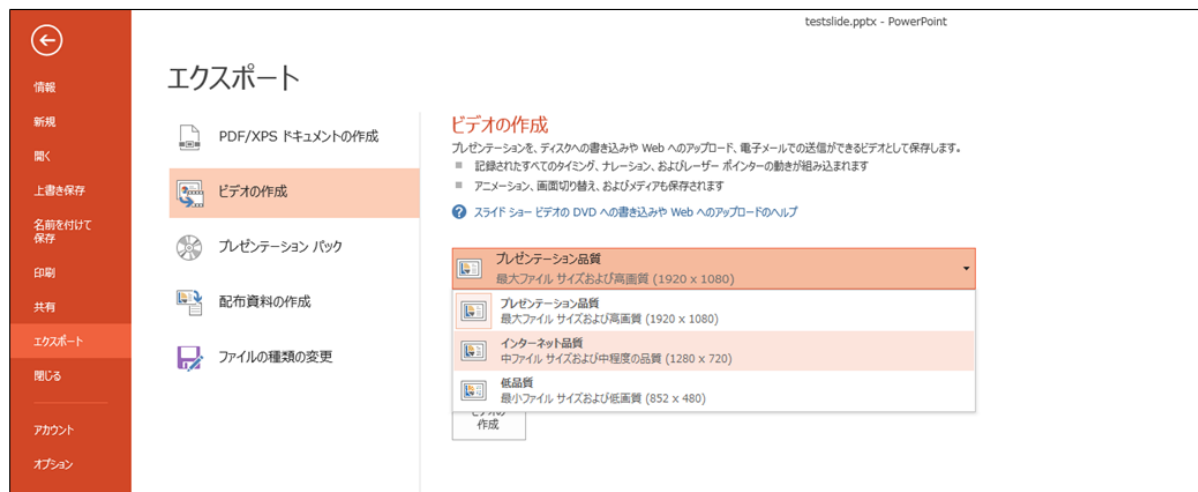 testslide.pptx - PowerPoint
情報
新規
開く
上書き保存
名前を付けて
保存
印刷
共有
エクスポート
閉じる
アカウント
オプション
エクスポート
PDF/XPS ドキュメントの作成
ビデオの作成
プレゼンテーション パック
配布資料の作成
ファイルの種類の変更
ビデオの作成
プレゼンテーションを、ディスクへの書き込みや Web へのアップロード、電子メールでの送信ができるビデオとして保存します。
記録されたすべてのタイミング、ナレーション、およびレーザー ポインターの動きが組み込まれます
アニメーション、画面切り替え、およびメディアも保存されます
スライド ショー ビデオの DVD への書き込みや Web へのアップロードのヘルプ
プレゼンテーション品質
最大ファイル サイズおよび高画質 (1920 x 1080)
プレゼンテーション品質
最大ファイル サイズおよび高画質 (1920 x 1080)
インターネット品質
中ファイル サイズおよび中程度の品質 (1280 x 720)
低品質
最小ファイル サイズおよび低画質 (852 x 480)
ビデオの
作成